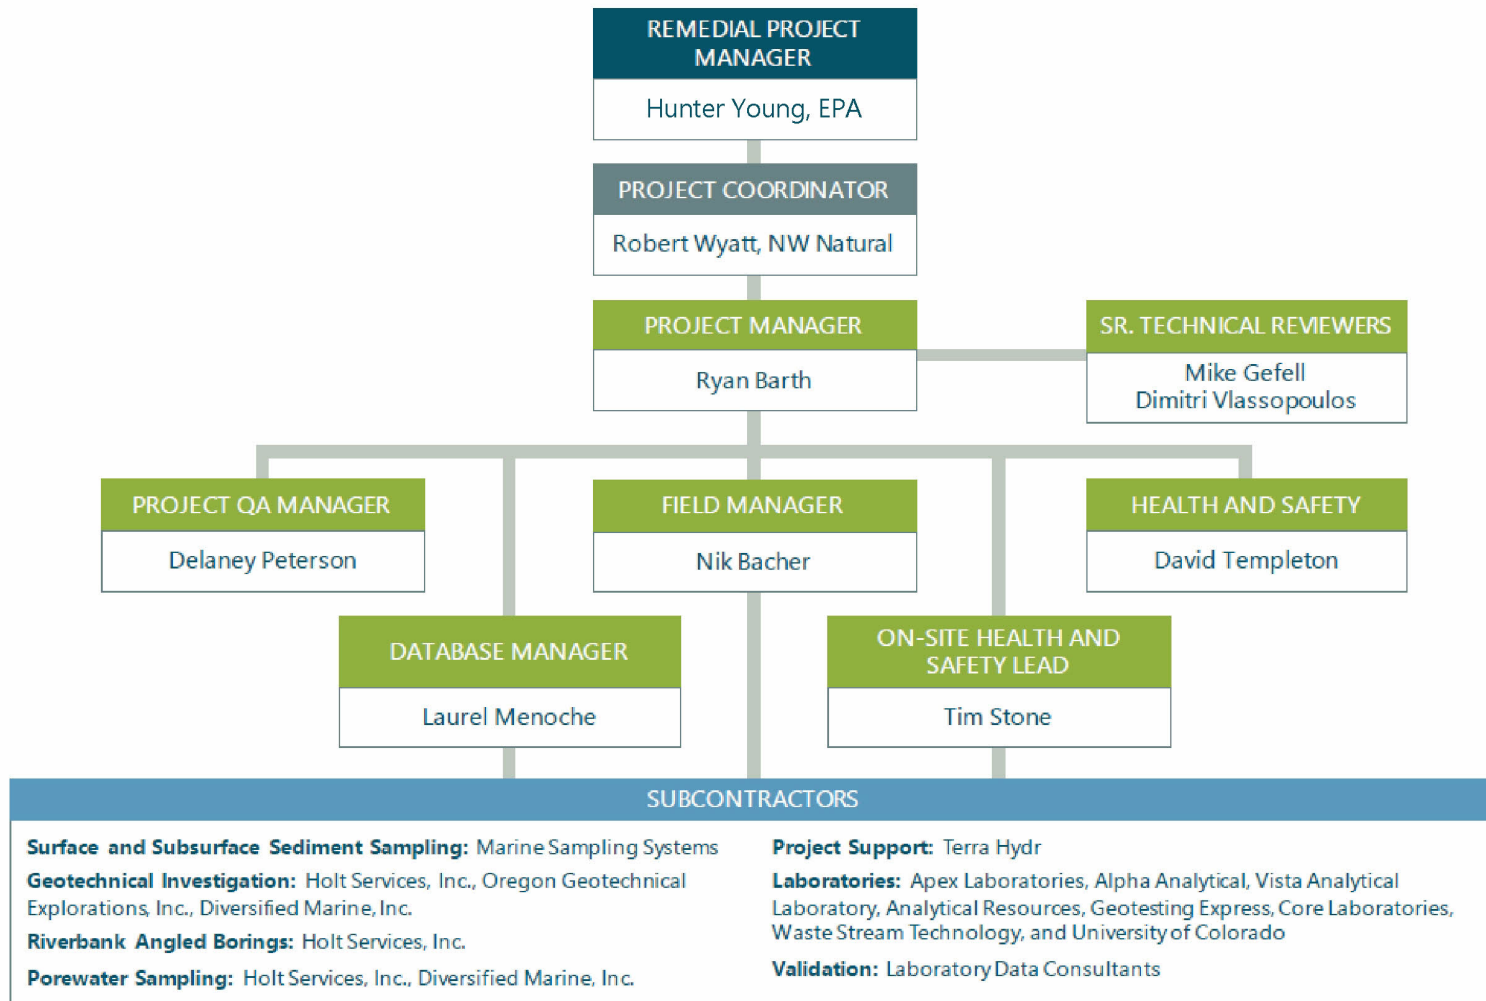 REMEDIAL PROJECT
MANAGER
Hunter Young, EPA
PROJECT COORDINATOR
Robert Wyatt, NW Natural
PROJECT MANAGER
Ryan Barth
SR. TECHNICAL REVIEWERS
Mike Gefell
Dimitri Vlassopoulos
PROJECT QA MANAGER
Delaney Peterson
FIELD MANAGER
Nik Bacher
HEALTH AND SAFETY
David Templeton
DATABASE MANAGER
Laurel Menoche
ON-SITE HEALTH AND
SAFETY LEAD
Tim Stone
SUBCONTRACTORS
Surface and Subsurface Sediment Sampling: Marine Sampling Systems
Geotechnical Investigation: Holt Services, Inc., Oregon Geotechnical
Explorations, Inc., Diversified Marine, Inc.
Riverbank Angled Borings: Holt Services, Inc.
Porewater Sampling: Holt Services, Inc., Diversified Marine, Inc.
Project Support: Terra Hydr
Laboratories: Apex Laboratories, Alpha Analytical, Vista Analytical
Laboratory, Analytical Resources, Geotesting Express, Core Laboratories,
Waste Stream Technology, and University of Colorado
Validation: Laboratory Data Consultants